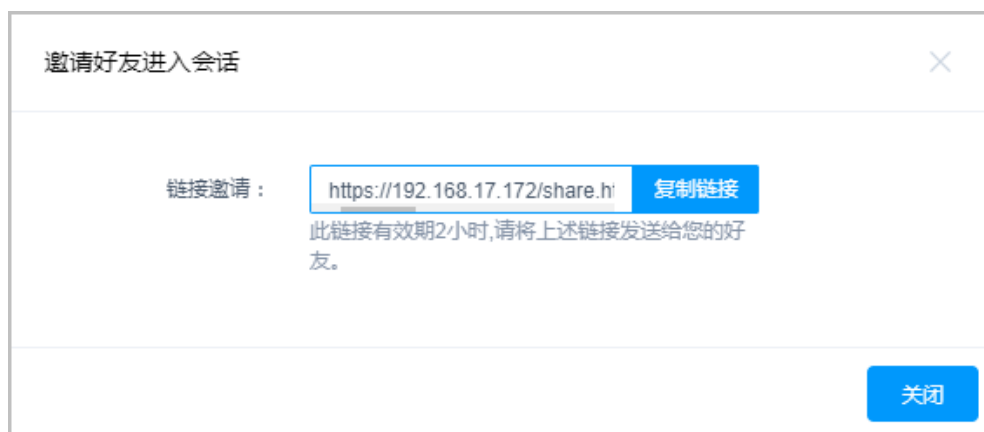 邀请好友进入会话
链接邀请：
https://192.168.17.172/share.ht
复制链接
此链接有效期2小时,请将上述链接发送给您的好
友。
关闭